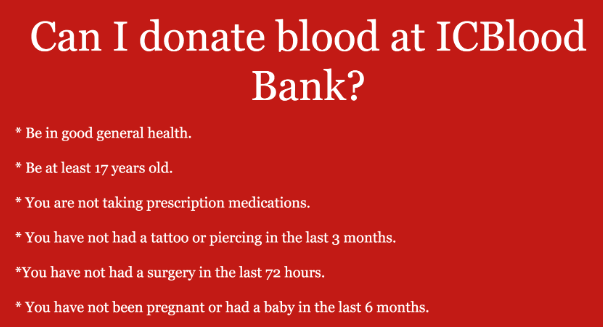 Can I donate blood at ICBlood
Bank?
* Be in good general health.
* Be at least 17 years old.
* You are not taking prescription medications.
* You have not had a tattoo or piercing in the last 3 months.
*You have not had a surgery in the last 72 hours.
* You have not been pregnant or had a baby in the last 6 months.